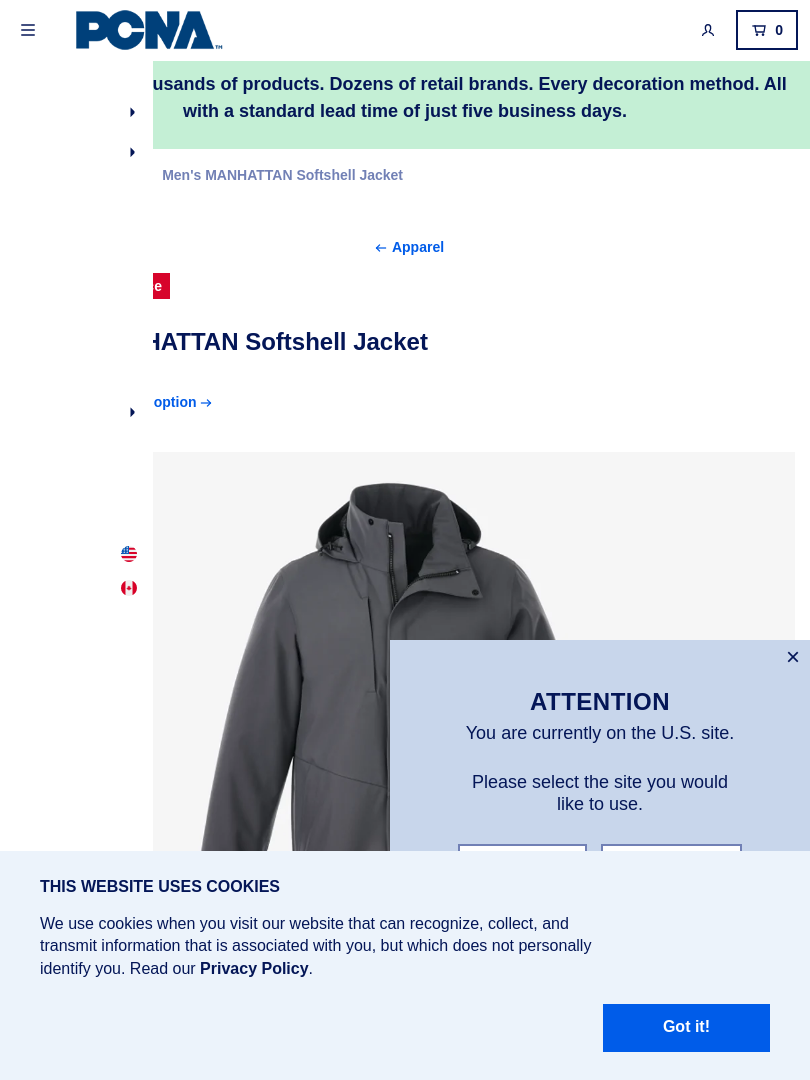 PCNA™
0
usands of products. Dozens of retail brands. Every decoration method. All
with a standard lead time of just five business days.
Men's MANHATTAN Softshell Jacket
← Apparel
HATTAN Softshell Jacket
option →
ATTENTION
You are currently on the U.S. site.
Please select the site you would
like to use.
THIS WEBSITE USES COOKIES
We use cookies when you visit our website that can recognize, collect, and
transmit information that is associated with you, but which does not personally
identify you. Read our Privacy Policy.
Got it!